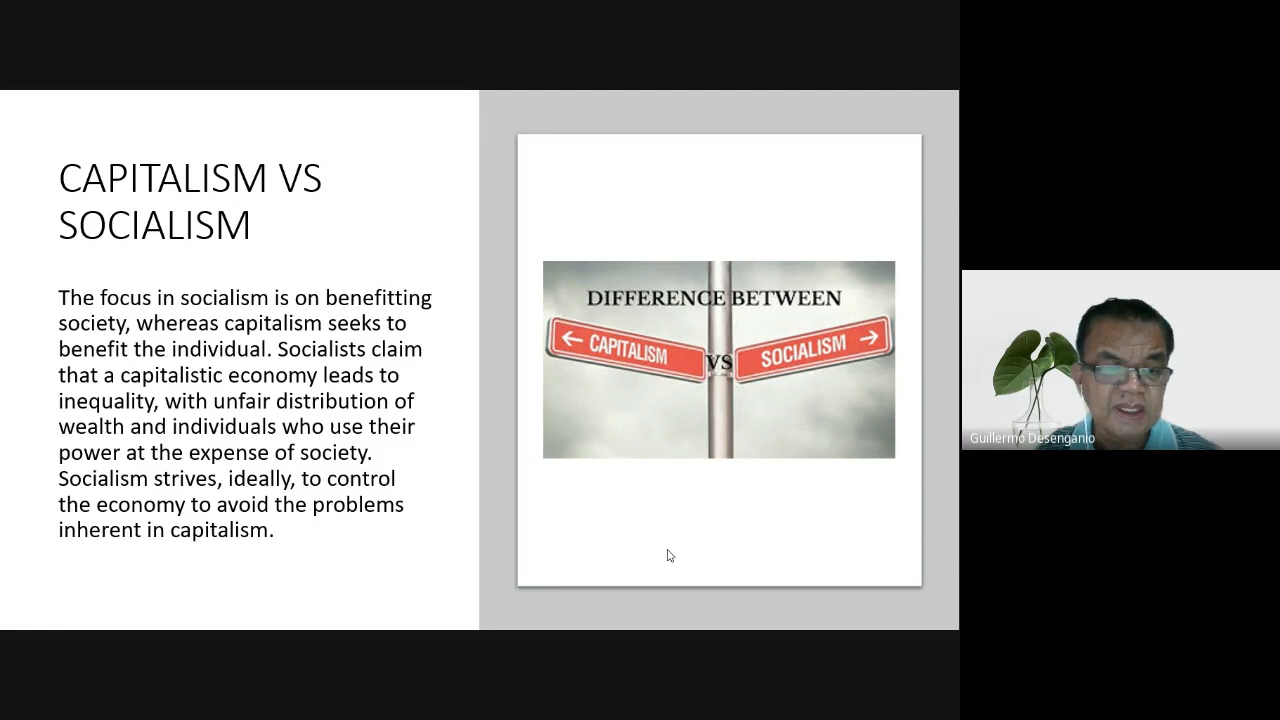 CAPITALISM VS
SOCIALISM
The focus in socialism is on benefitting
society, whereas capitalism seeks to
benefit the individual. Socialists claim
that a capitalistic economy leads to
inequality, with unfair distribution of
wealth and individuals who use their
power at the expense of society.
Socialism strives, ideally, to control
the economy to avoid the problems
inherent in capitalism.
DIFFERENCE BETWEEN
CAPITALISM
VS
SOCIALISM
Guillermo Desenganio